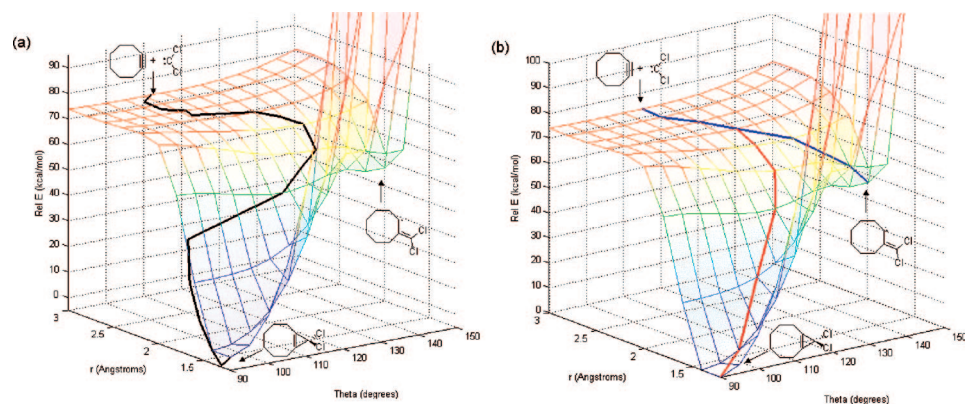 (a)
+ :C
Cl
Cl
90
80
70
60
50
40
30
20
10
0
Rel E (kcal/mol)
3
2.5
2
1.5
r (Angstroms)
90
100
110
120
130
140
150
Theta (degrees)
Cl
Cl
Cl
Cl
(b)
+ :C
Cl
Cl
100
90
80
70
60
50
40
30
20
10
0
Rel E (kcal/mol)
3
2.5
2
1.5
r (Angstroms)
90
100
110
120
130
140
150
Theta (degrees)
Cl
Cl
Cl
Cl